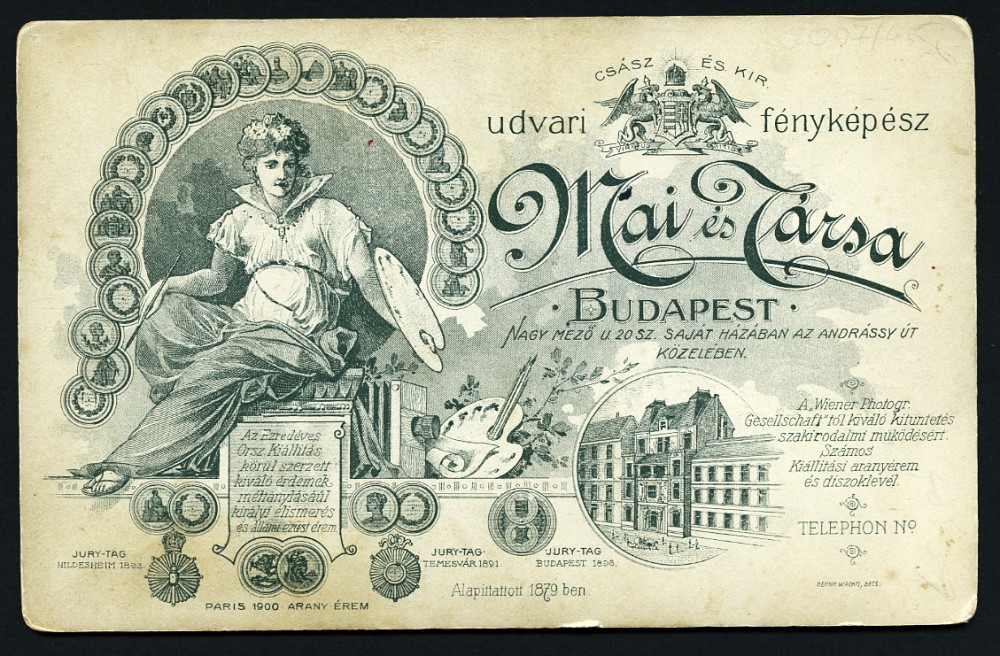 CSÁSZ. ÉS. KIR.
udvari fényképész
Mai és Társa
· BUDAPEST ·
NAGY MEZŐ U. 20 SZ. SAJÁT HÁZÁBAN AZ ANDRÁSSY ÚT
KÖZELÉBEN.
A „Wiener Photogr.
Gesellschaft"tól kiváló kitüntetés
szakirodalmi működésért.
Számos
Kiállítási aranyérem
és díszoklevél.
TELEPHON No
Az Ezredéves
Orsz. Kiállítás
körül szerzett
kiváló érdemek
méltánylásáúl
királyi elismerés
és állami ezüst érem.
JURY-TAG
HILDESHEIM 1893.
JURY-TAG
TEMESVÁR 1891.
JURY-TAG
BUDAPEST 1896.
PARIS 1900 ARANY ÉREM
Alapíttatott 1879 ben.